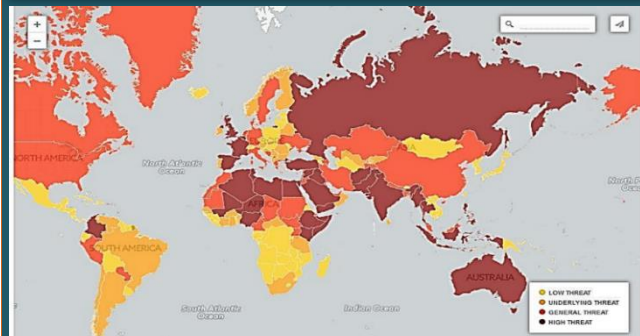 +
−
NORTH AMERICA
North Atlantic
Ocean
AFRICA
SOUTH AMERICA
AUSTRALIA
South Atlantic
Ocean
Indian Ocean
LOW THREAT
UNDERLYING THREAT
GENERAL THREAT
HIGH THREAT